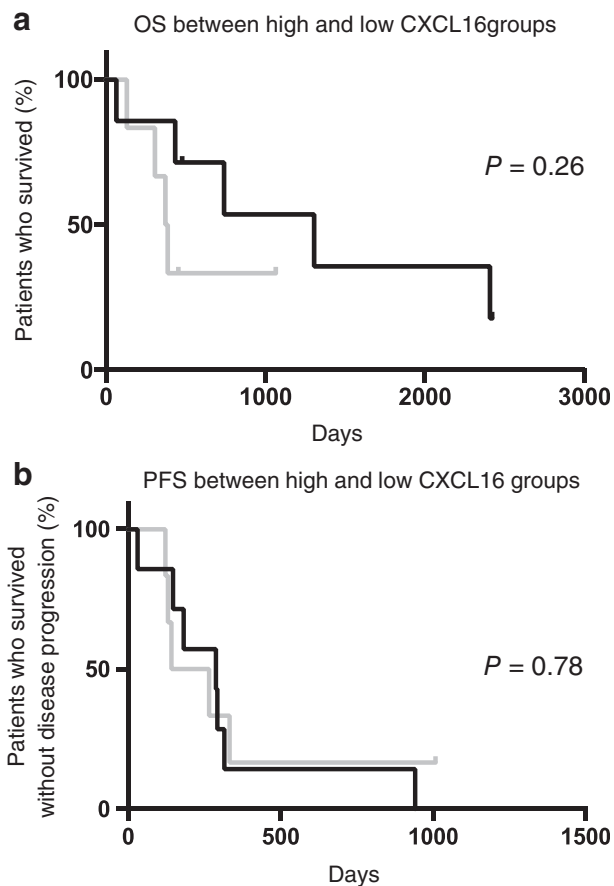 a
OS between high and low CXCL16groups
Patients who survived (%)
100
50
0
P = 0.26
0 1000 2000 3000
Days
b
PFS between high and low CXCL16 groups
Patients who survived
without disease progression (%)
100
50
0
P = 0.78
0 500 1000 1500
Days